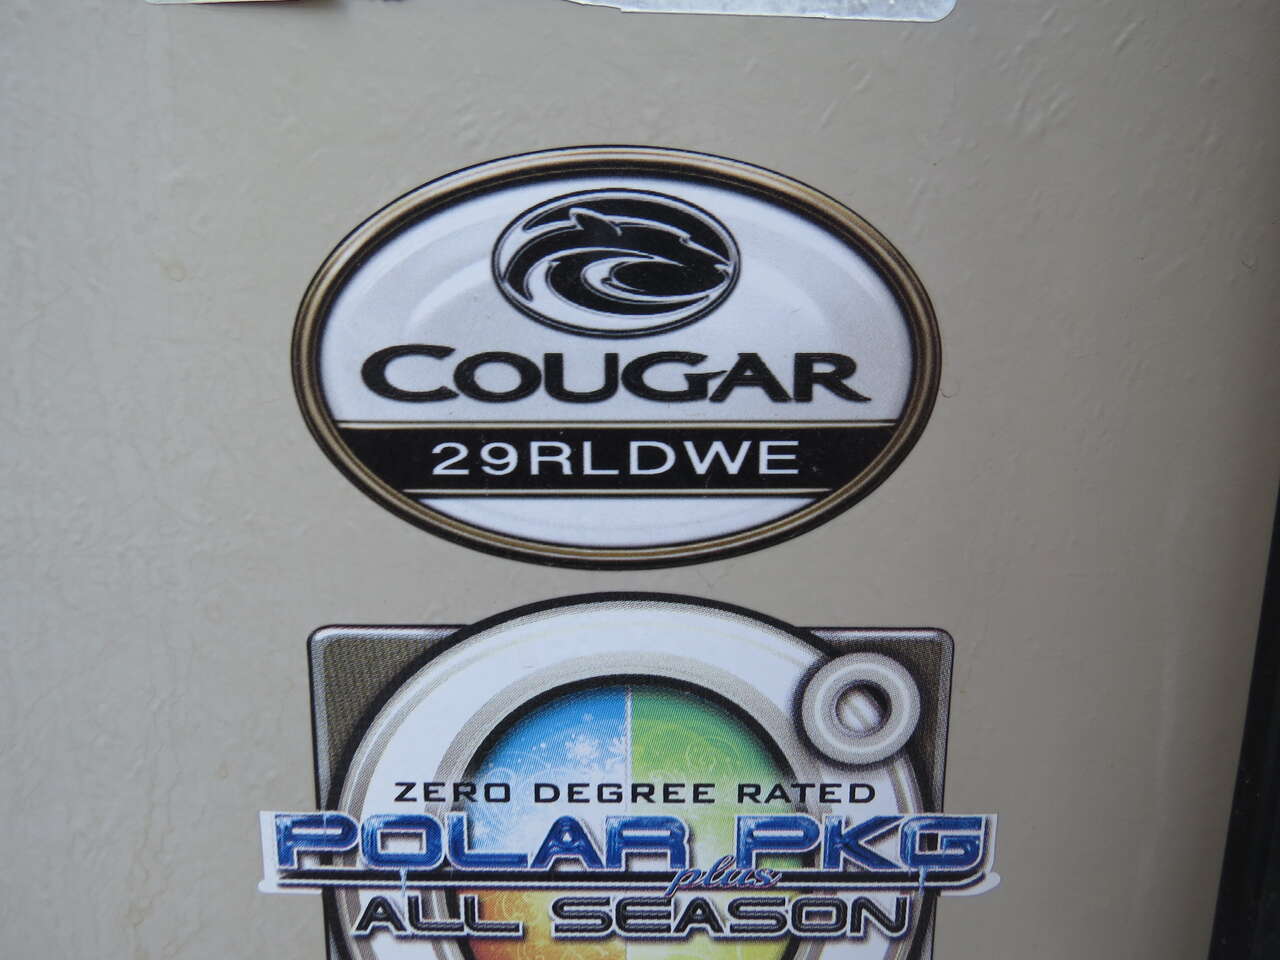 COUGAR
29RLDWE
ZERO DEGREE RATED
POLAR PKG
plus
ALL SEASON